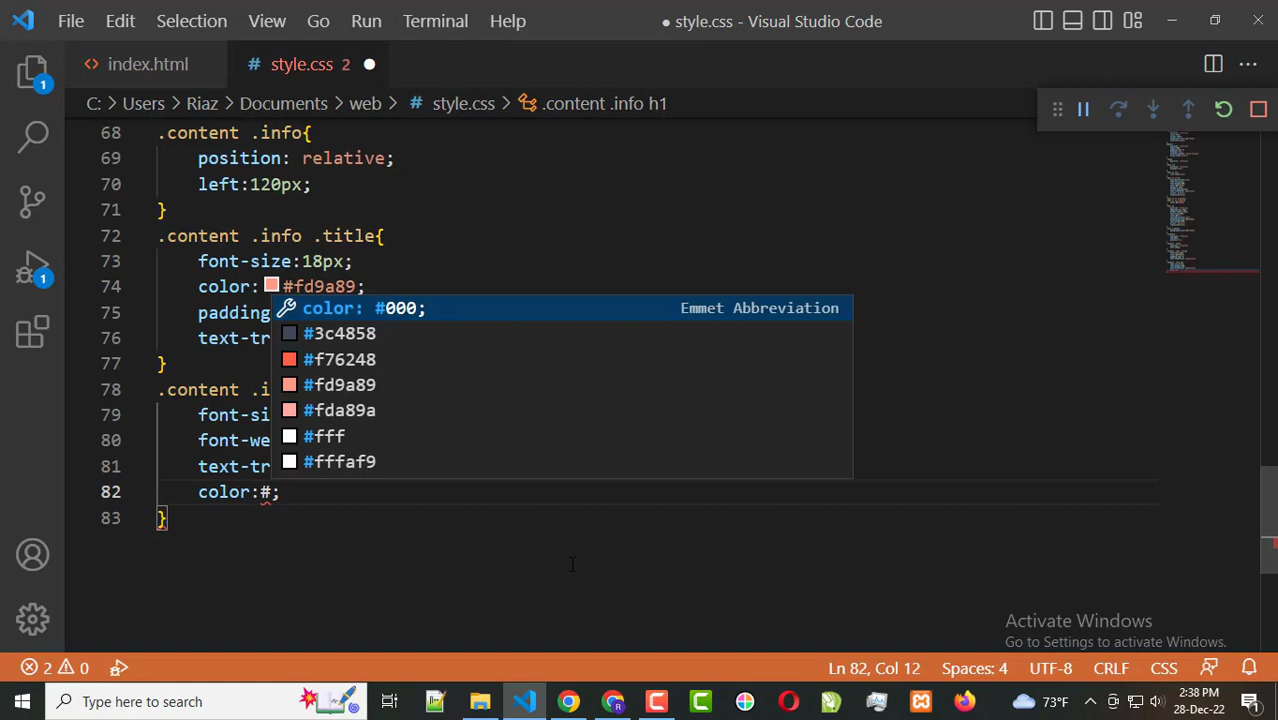 File Edit Selection View Go Run Terminal Help ● style.css - Visual Studio Code
<> index.html # style.css 2 ●
C: > Users > Riaz > Documents > web > # style.css > .content .info h1
68 .content .info{
69 position: relative;
70 left:120px;
71 }
72 .content .info .title{
73 font-size:18px;
74 color: #fd9a89;
75 padding
76 text-tr
77 }
78 .content .i
79 font-si
80 font-we
81 text-tr
82 color:#;
83 }
color: #000; Emmet Abbreviation
#3c4858
#f76248
#fd9a89
#fda89a
#fff
#fffaf9
1
1
Activate Windows
Go to Settings to activate Windows.
2 0 Ln 82, Col 12 Spaces: 4 UTF-8 CRLF CSS
Type here to search 73°F 2:38 PM
28-Dec-22 1